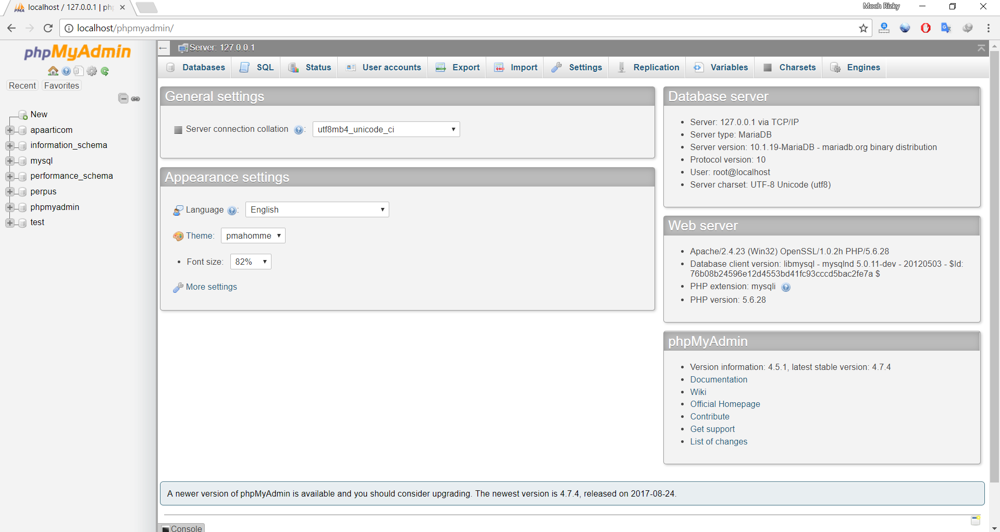 localhost / 127.0.0.1 | ph
Moch Rizky
localhost/phpmyadmin/
phpMyAdmin
Recent
Favorites
New
apaarticom
information_schema
mysql
performance_schema
perpus
phpmyadmin
test
Server: 127.0.0.1
Databases
SQL
Status
User accounts
Export
Import
Settings
Replication
Variables
Charsets
Engines
General settings
Server connection collation :
utf8mb4_unicode_ci
Appearance settings
Language :
English
Theme:
pmahomme
• Font size:
82%
More settings
Database server
• Server: 127.0.0.1 via TCP/IP
• Server type: MariaDB
• Server version: 10.1.19-MariaDB - mariadb.org binary distribution
• Protocol version: 10
• User: root@localhost
• Server charset: UTF-8 Unicode (utf8)
Web server
• Apache/2.4.23 (Win32) OpenSSL/1.0.2h PHP/5.6.28
• Database client version: libmysql - mysqlnd 5.0.11-dev - 20120503 - $Id:
76b08b24596e12d4553bd41fc93cccd5bac2fe7a $
• PHP extension: mysqli
• PHP version: 5.6.28
phpMyAdmin
• Version information: 4.5.1, latest stable version: 4.7.4
• Documentation
• Wiki
• Official Homepage
• Contribute
• Get support
• List of changes
A newer version of phpMyAdmin is available and you should consider upgrading. The newest version is 4.7.4, released on 2017-08-24.
Console